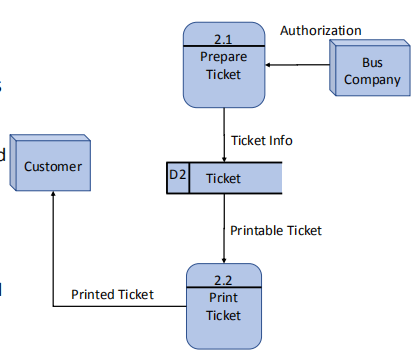 Authorization
2.1
Prepare
Ticket
Bus
Company
Ticket Info
Customer
D2
Ticket
Printable Ticket
2.2
Print
Ticket
Printed Ticket